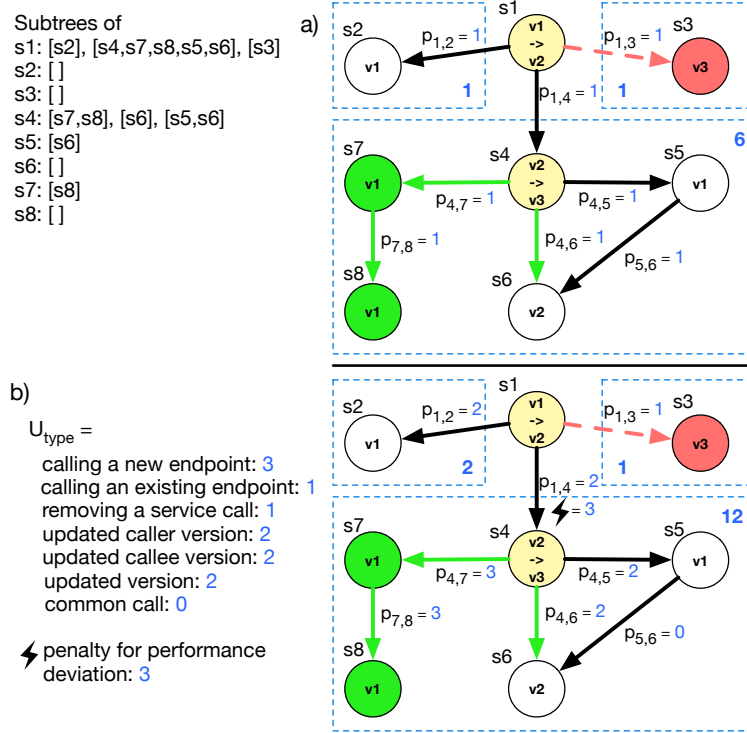 Subtrees of
s1: [s2], [s4,s7,s8,s5,s6], [s3]
s2: [ ]
s3: [ ]
s4: [s7,s8], [s6], [s5,s6]
s5: [s6]
s6: [ ]
s7: [s8]
s8: [ ]
a)
s1
v1
->
v2
s2
v1
p1,2 = 1
1
p1,3 = 1
s3
v3
1
p1,4 = 1
6
s7
v1
s4
v2
->
v3
s5
v1
p4,7 = 1
p4,5 = 1
p7,8 = 1
p4,6 = 1
p5,6 = 1
s8
v1
s6
v2
b)
Utype =
calling a new endpoint: 3
calling an existing endpoint: 1
removing a service call: 1
updated caller version: 2
updated callee version: 2
updated version: 2
common call: 0
penalty for performance
deviation: 3
s1
v1
->
v2
s2
v1
p1,2 = 2
2
p1,3 = 1
s3
v3
1
p1,4 = 2
= 3
12
s7
v1
s4
v2
->
v3
s5
v1
p4,7 = 3
p4,5 = 2
p7,8 = 3
p4,6 = 2
p5,6 = 0
s8
v1
s6
v2